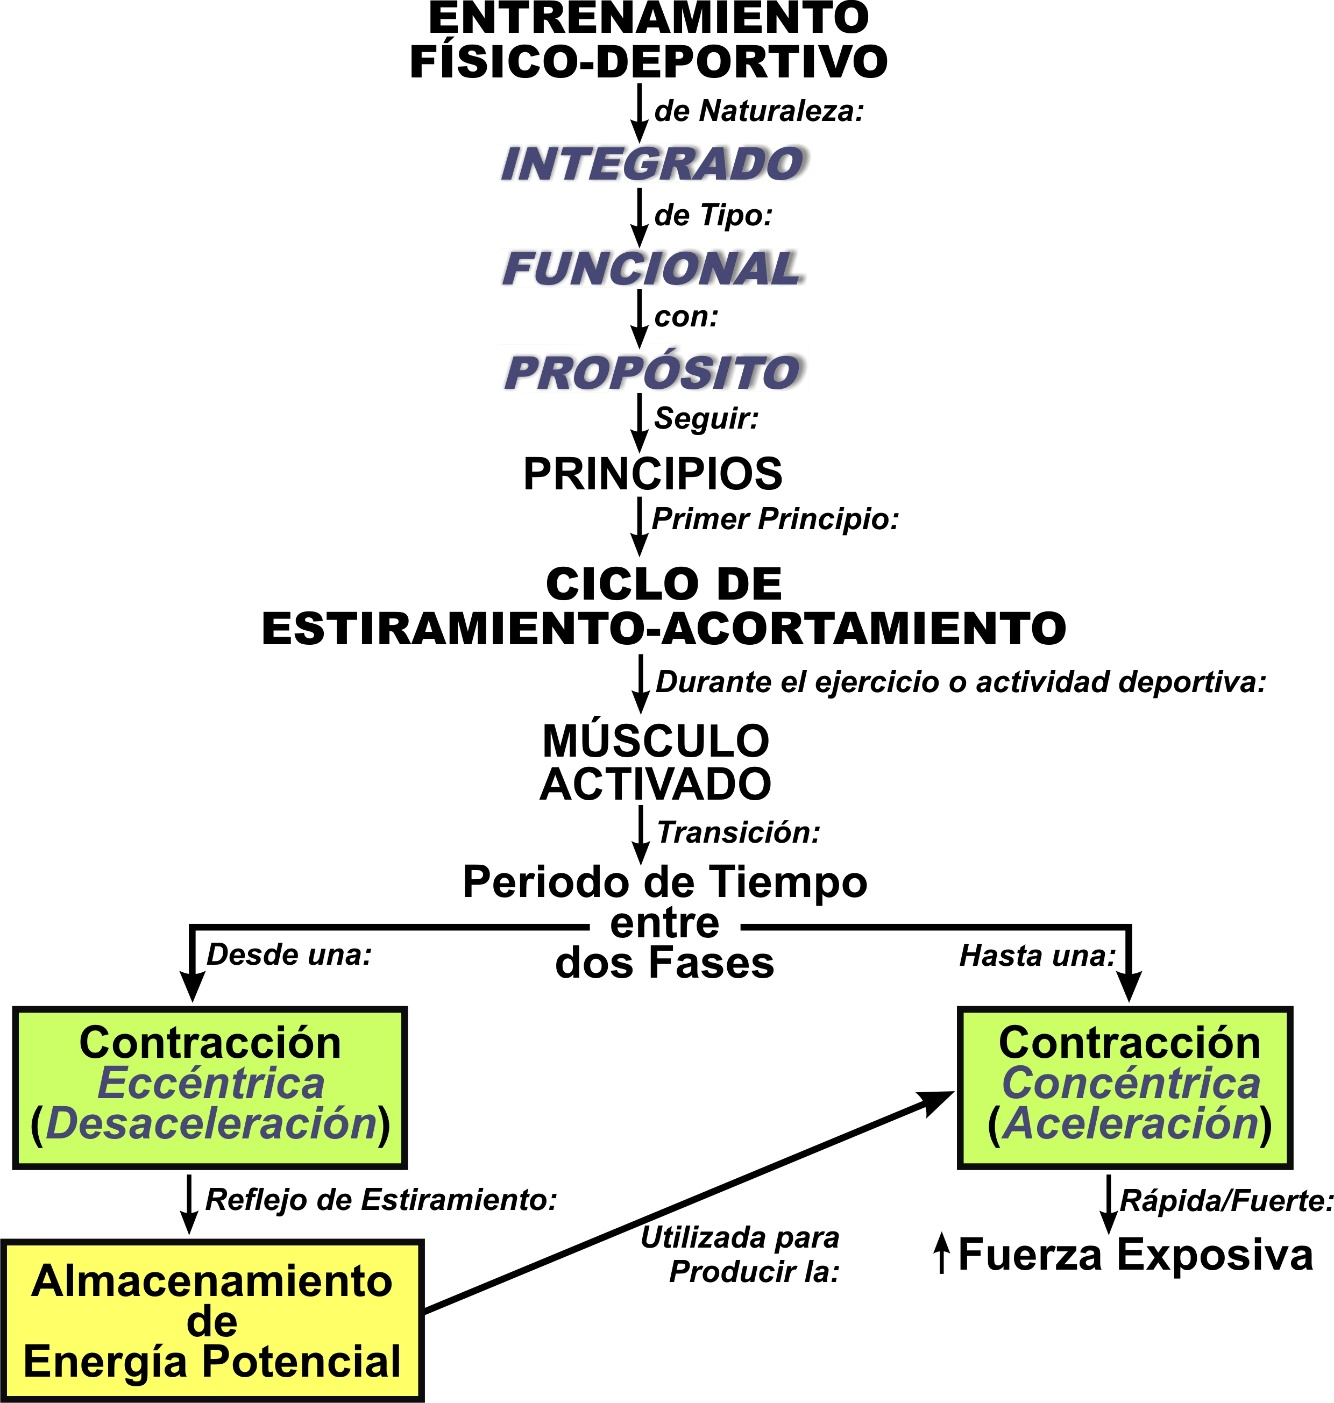 ENTRENAMIENTO
FÍSICO-DEPORTIVO
de Naturaleza:
INTEGRADO
de Tipo:
FUNCIONAL
con:
PROPÓSITO
Seguir:
PRINCIPIOS
Primer Principio:
CICLO DE
ESTIRAMIENTO-ACORTAMIENTO
Durante el ejercicio o actividad deportiva:
MÚSCULO
ACTIVADO
Transición:
Periodo de Tiempo
entre
dos Fases
Desde una:
Hasta una:
Contracción
Eccéntrica
(Desaceleración)
Contracción
Concéntrica
(Aceleración)
Reflejo de Estiramiento:
Rápida/Fuerte:
Almacenamiento
de
Energía Potencial
Utilizada para
Producir la:
Fuerza Exposiva